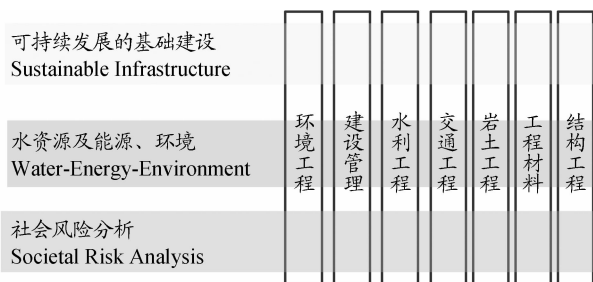 可持续发展的基础建设
Sustainable Infrastructure
水资源及能源、环境
Water-Energy-Environment
社会风险分析
Societal Risk Analysis
环境工程
建设管理
水利工程
交通工程
岩土工程
工程材料
结构工程